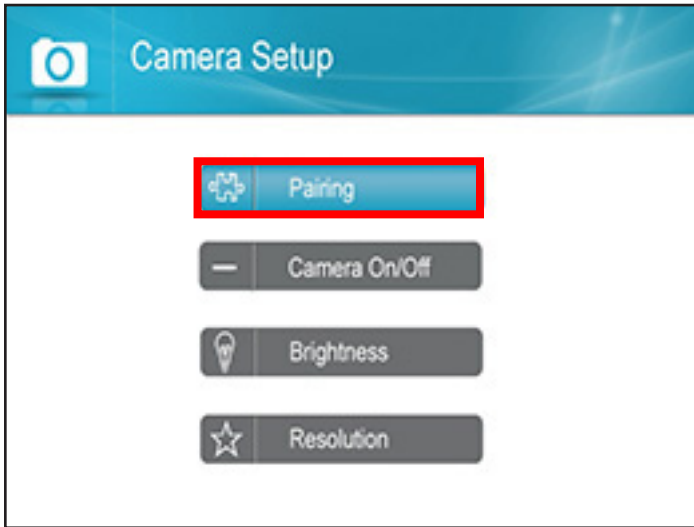 Camera Setup
Pairing
Camera On/Off
Brightness
Resolution